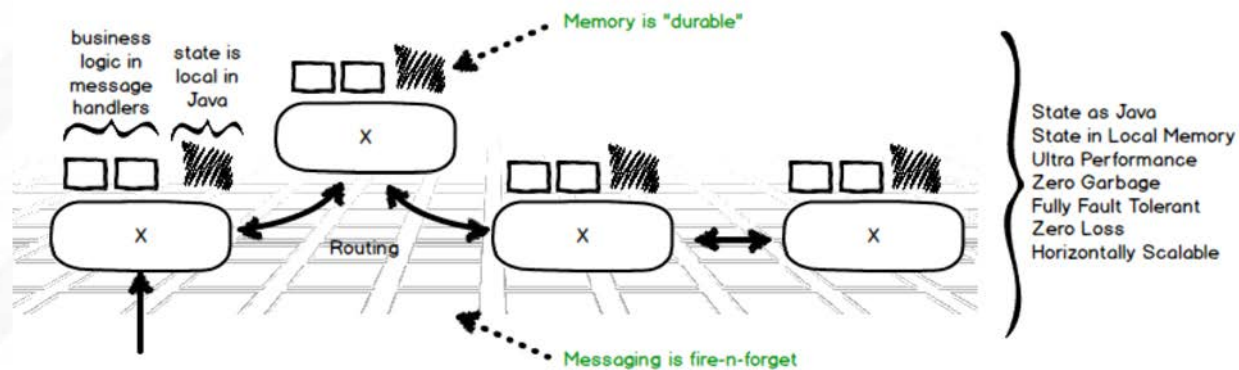 Memory is "durable"
business
logic in
message
handlers
state is
local in
Java
X
X
X
X
Routing
Messaging is fire-n-forget
State as Java
State in Local Memory
Ultra Performance
Zero Garbage
Fully Fault Tolerant
Zero Loss
Horizontally Scalable